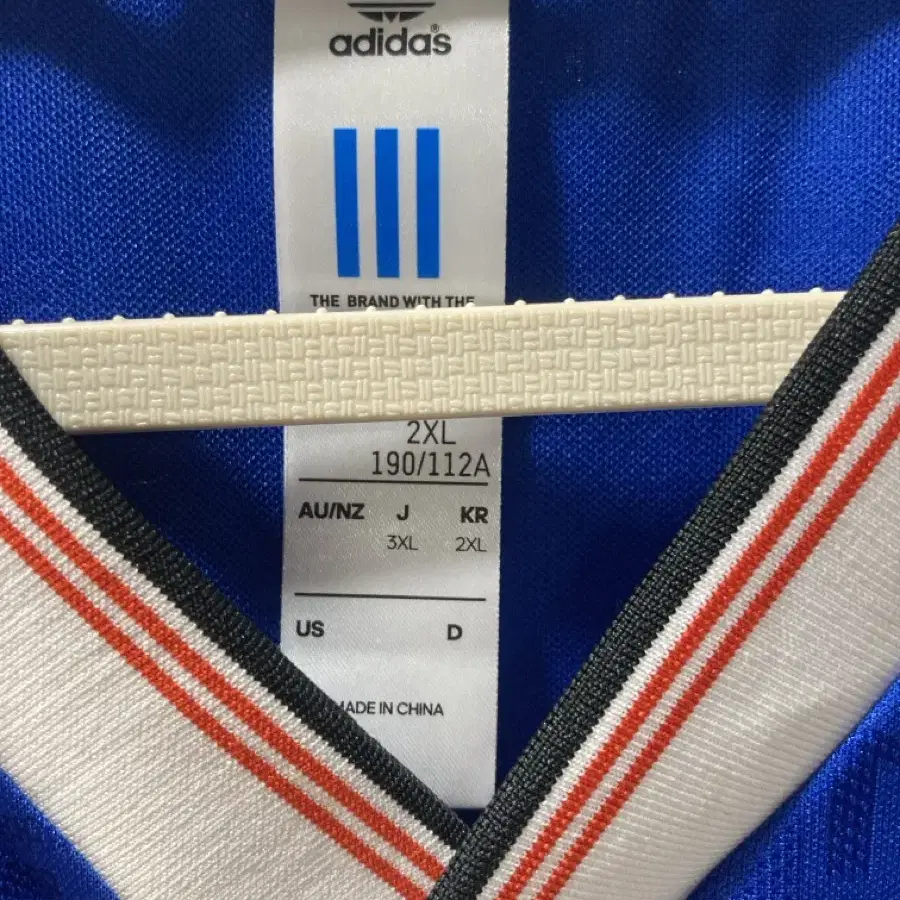 adidas®
THE BRAND WITH THE
2XL
190/112A
AU/NZ J KR
3XL 2XL
US D
MADE IN CHINA